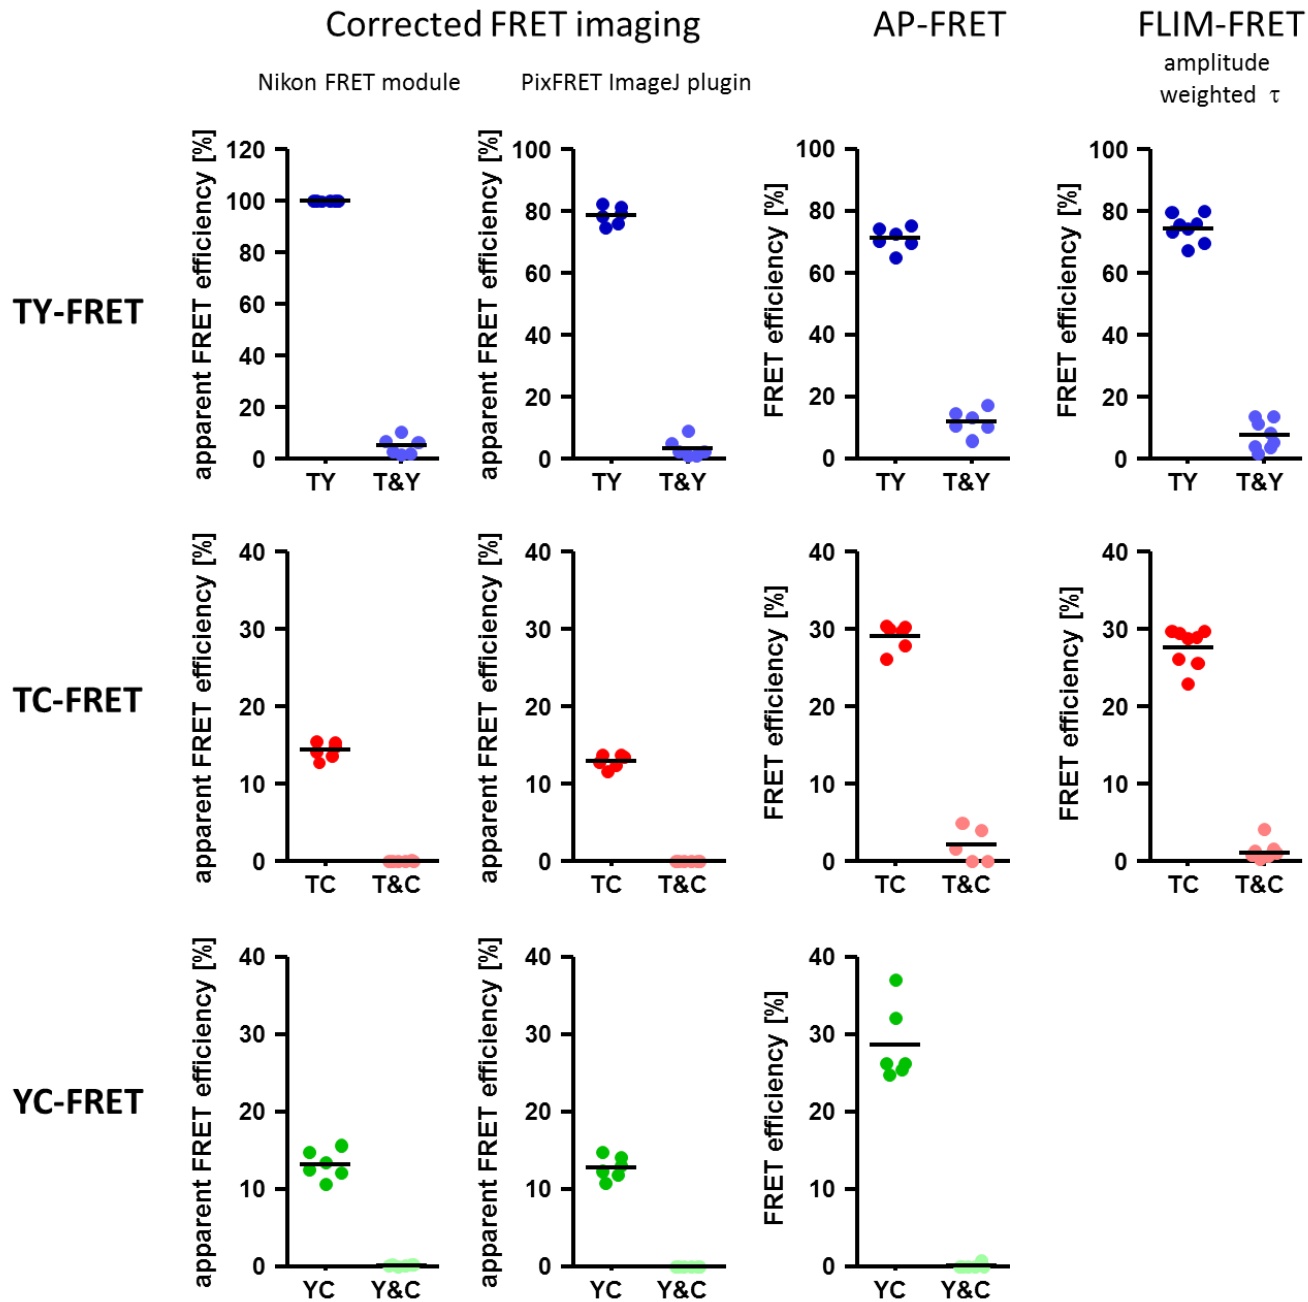 Corrected FRET imaging
AP-FRET
FLIM-FRET
Nikon FRET module
PixFRET ImageJ plugin
amplitude
weighted τ
TY-FRET
apparent FRET efficiency [%]
120
100
80
60
40
20
0
TY
T&Y
apparent FRET efficiency [%]
100
80
60
40
20
0
TY
T&Y
FRET efficiency [%]
100
80
60
40
20
0
TY
T&Y
FRET efficiency [%]
100
80
60
40
20
0
TY
T&Y
TC-FRET
apparent FRET efficiency [%]
40
30
20
10
0
TC
T&C
apparent FRET efficiency [%]
40
30
20
10
0
TC
T&C
FRET efficiency [%]
40
30
20
10
0
TC
T&C
FRET efficiency [%]
40
30
20
10
0
TC
T&C
YC-FRET
apparent FRET efficiency [%]
40
30
20
10
0
YC
Y&C
apparent FRET efficiency [%]
40
30
20
10
0
YC
Y&C
FRET efficiency [%]
40
30
20
10
0
YC
Y&C